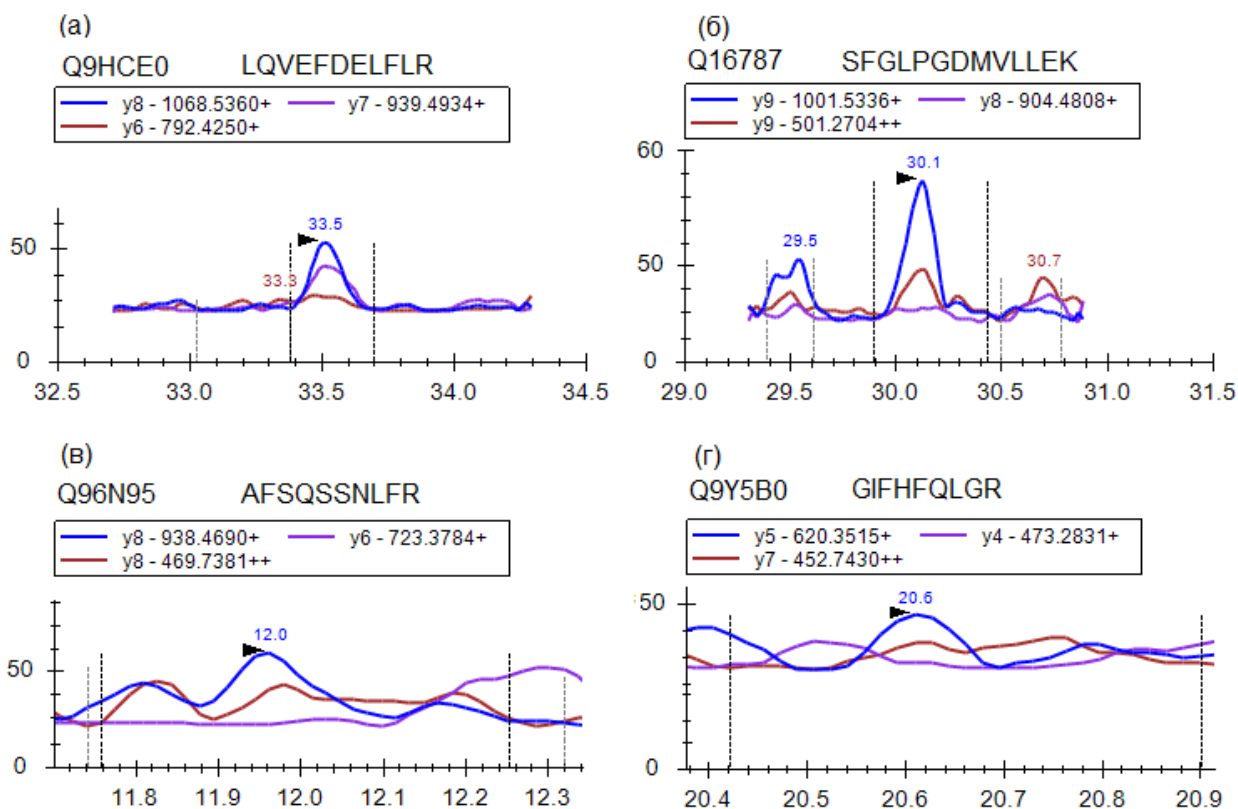 (а)
Q9HCE0 LQVEFDELFLR
y8 - 1068.5360+ y7 - 939.4934+
y6 - 792.4250+
33.5
33.3
50
0
32.5 33.0 33.5 34.0 34.5
(б)
Q16787 SFGLPGDMVLLEK
y9 - 1001.5336+ y8 - 904.4808+
y9 - 501.2704++
60
30.1
29.5
30.7
50
0
29.0 29.5 30.0 30.5 31.0 31.5
(в)
Q96N95 AFSQSSNLFR
y8 - 938.4690+ y6 - 723.3784+
y8 - 469.7381++
12.0
50
0
11.8 11.9 12.0 12.1 12.2 12.3
(г)
Q9Y5B0 GIFHFQLGR
y5 - 620.3515+ y4 - 473.2831+
y7 - 452.7430++
50
20.6
0
20.4 20.5 20.6 20.7 20.8 20.9